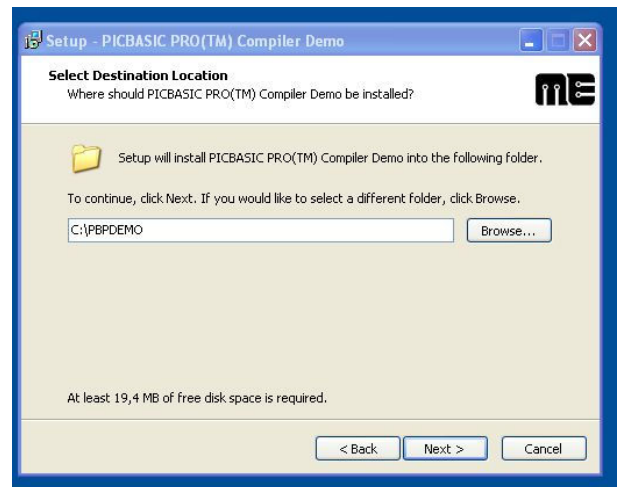 Setup - PICBASIC PRO(TM) Compiler Demo
Select Destination Location
Where should PICBASIC PRO(TM) Compiler Demo be installed?
ME
Setup will install PICBASIC PRO(TM) Compiler Demo into the following folder.
To continue, click Next. If you would like to select a different folder, click Browse.
C:\PBPDEMO
Browse...
At least 19,4 MB of free disk space is required.
< Back
Next >
Cancel